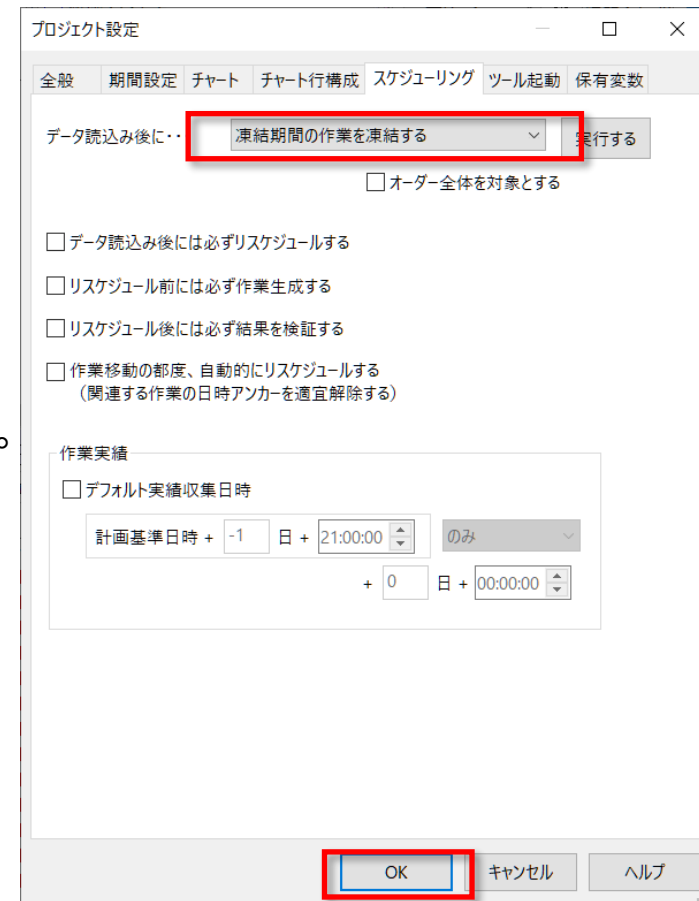 プロジェクト設定
全般 期間設定 チャート チャート行構成 スケジューリング ツール起動 保有変数
データ読込み後に・・ 凍結期間の作業を凍結する 実行する
オーダー全体を対象とする
データ読込み後には必ずリスケジュールする
リスケジュール前には必ず作業生成する
リスケジュール後には必ず結果を検証する
作業移動の都度、自動的にリスケジュールする
（関連する作業の日時アンカーを適宜解除する）
。
作業実績
デフォルト実績収集日時
計画基準日時 + -1 日 + 21:00:00 のみ
+ 0 日 + 00:00:00
OK キャンセル ヘルプ